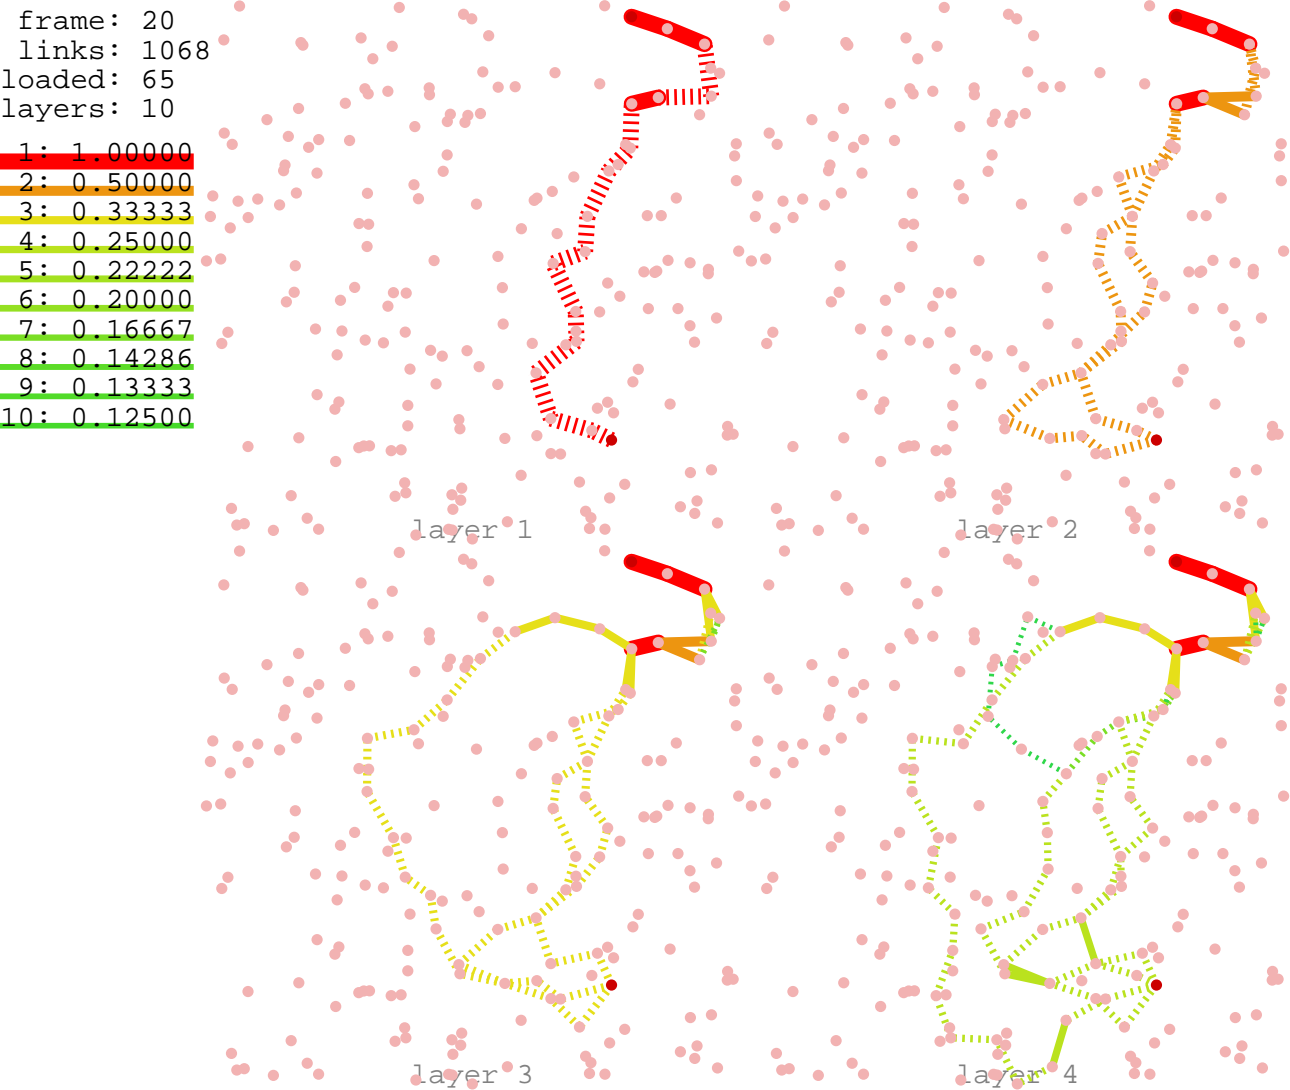 frame: 20
links: 1068
loaded: 65
layers: 10
1: 1.00000
2: 0.50000
3: 0.33333
4: 0.25000
5: 0.22222
6: 0.20000
7: 0.16667
8: 0.14286
9: 0.13333
10: 0.12500
layer 1
layer 2
layer 3
layer 4